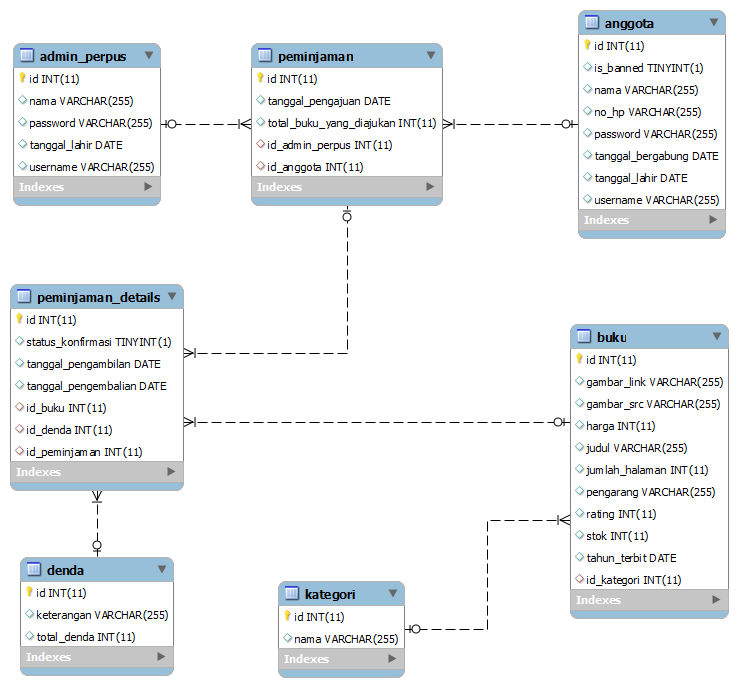 admin_perpus
id INT(11)
nama VARCHAR(255)
password VARCHAR(255)
tanggal_lahir DATE
username VARCHAR(255)
Indexes
peminjaman
id INT(11)
tanggal_pengajuan DATE
total_buku_yang_diajukan INT(11)
id_admin_perpus INT(11)
id_anggota INT(11)
Indexes
anggota
id INT(11)
is_banned TINYINT(1)
nama VARCHAR(255)
no_hp VARCHAR(255)
password VARCHAR(255)
tanggal_bergabung DATE
tanggal_lahir DATE
username VARCHAR(255)
Indexes
peminjaman_details
id INT(11)
status_konfirmasi TINYINT(1)
tanggal_pengambilan DATE
tanggal_pengembalian DATE
id_buku INT(11)
id_denda INT(11)
id_peminjaman INT(11)
Indexes
buku
id INT(11)
gambar_link VARCHAR(255)
gambar_src VARCHAR(255)
harga INT(11)
judul VARCHAR(255)
jumlah_halaman INT(11)
pengarang VARCHAR(255)
rating INT(11)
stok INT(11)
tahun_terbit DATE
id_kategori INT(11)
Indexes
denda
id INT(11)
keterangan VARCHAR(255)
total_denda INT(11)
Indexes
kategori
id INT(11)
nama VARCHAR(255)
Indexes